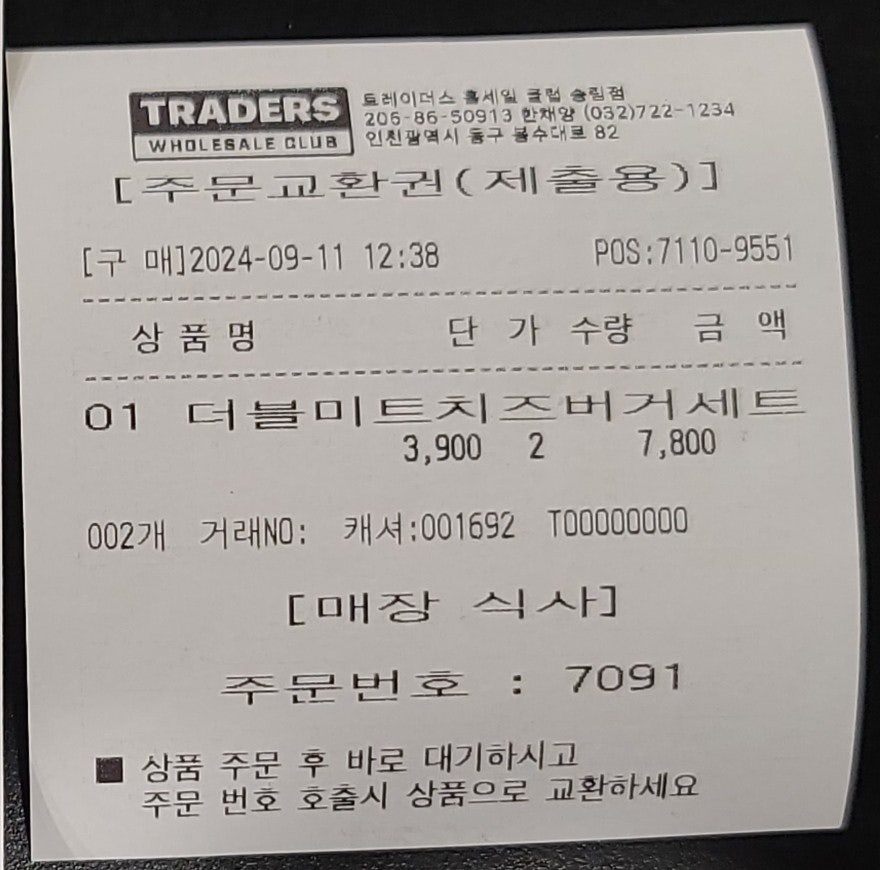 TRADERS
WHOLESALE CLUB
트레이더스 홀세일 클럽 송림점
206-86-50913 한채양 (032)722-1234
인천광역시 동구 봉수대로 82
[주문교환권(제출용)]
[구 매]2024-09-11 12:38 POS:7110-9551
상 품 명 단 가 수량 금 액
01 더블미트치즈버거세트
3,900 2 7,800
002개 거래NO: 캐셔:001692 T00000000
[매장 식사]
주문번호 : 7091
■ 상품 주문 후 바로 대기하시고
주문 번호 호출시 상품으로 교환하세요